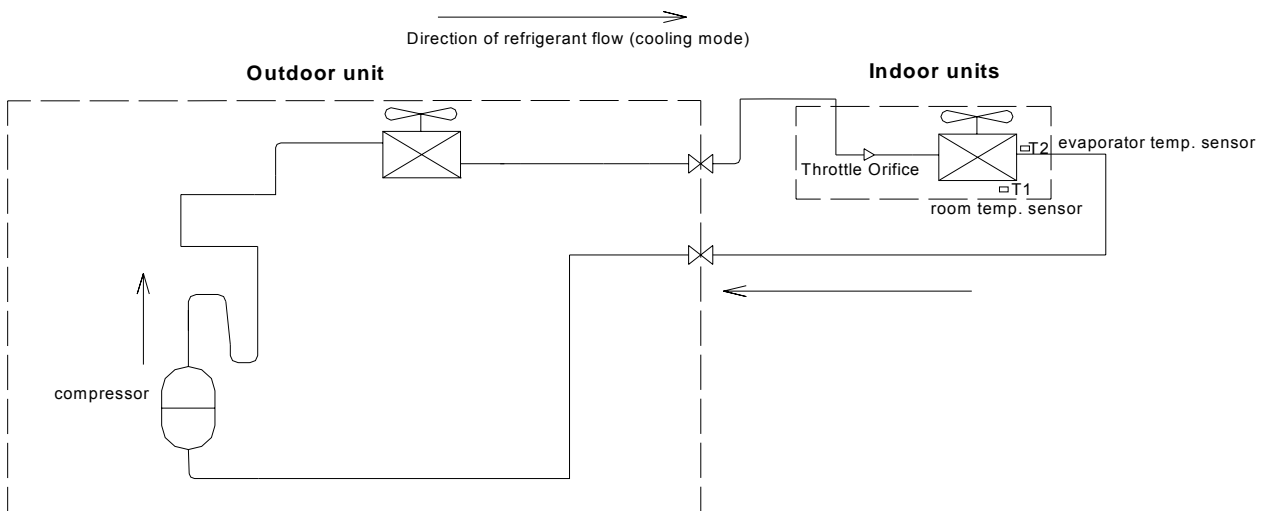 Direction of refrigerant flow (cooling mode)
Outdoor unit
Indoor units
T2 evaporator temp. sensor
Throttle Orifice
T1
room temp. sensor
compressor